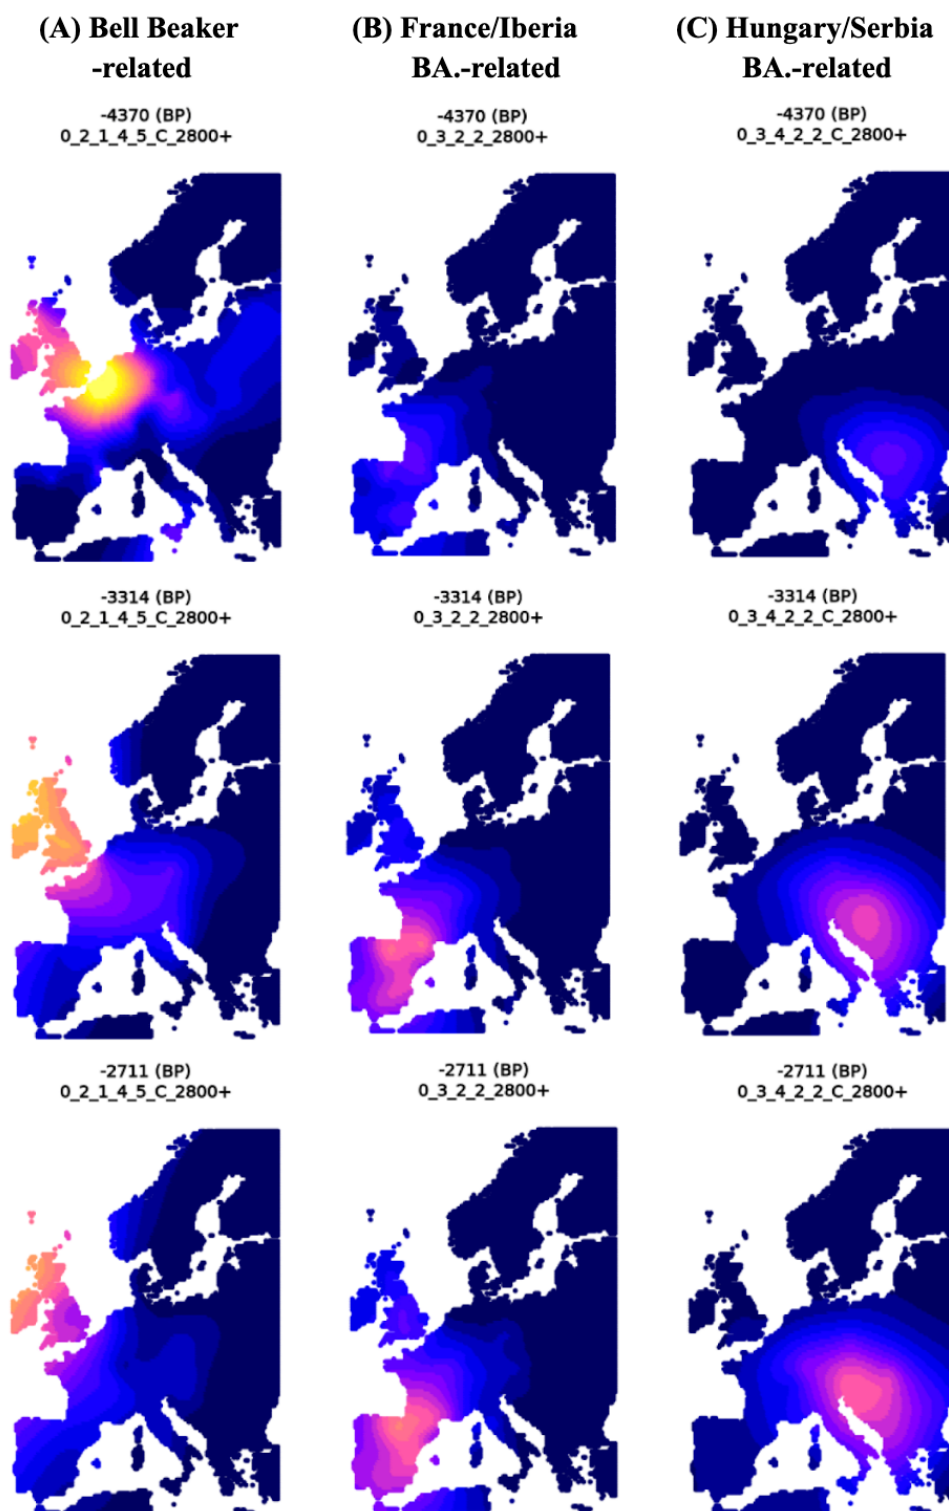 (A) Bell Beaker
-related
(B) France/Iberia
BA.-related
(C) Hungary/Serbia
BA.-related
-4370 (BP)
0_2_1_4_5_C_2800+
-4370 (BP)
0_3_2_2_2800+
-4370 (BP)
0_3_4_2_2_C_2800+
-3314 (BP)
0_2_1_4_5_C_2800+
-3314 (BP)
0_3_2_2_2800+
-3314 (BP)
0_3_4_2_2_C_2800+
-2711 (BP)
0_2_1_4_5_C_2800+
-2711 (BP)
0_3_2_2_2800+
-2711 (BP)
0_3_4_2_2_C_2800+